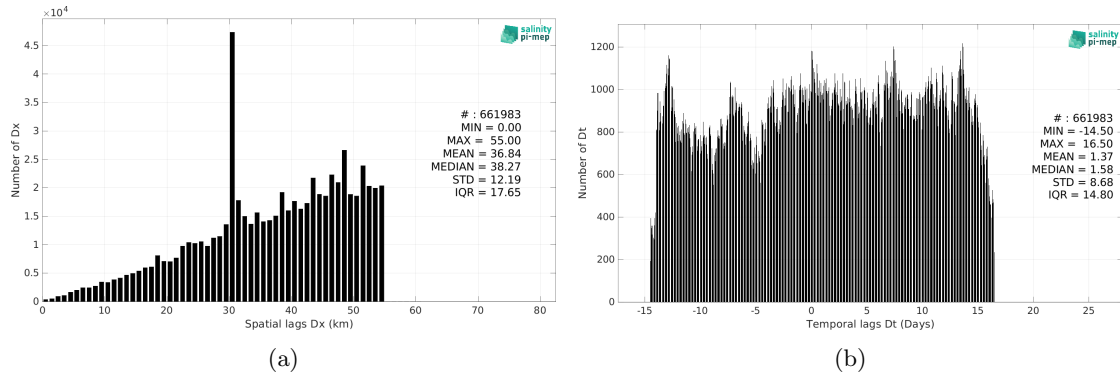 ×10⁴
4.5
4
3.5
3
2.5
2
1.5
1
0.5
0
Number of Dx
0 10 20 30 40 50 60 70 80
Spatial lags Dx (km)
salinity
pi-mep
# : 661983
MIN = 0.00
MAX = 55.00
MEAN = 36.84
MEDIAN = 38.27
STD = 12.19
IQR = 17.65
(a)
1200
1000
800
600
400
200
0
Number of Dt
-15 -10 -5 0 5 10 15 20 25
Temporal lags Dt (Days)
salinity
pi-mep
# : 661983
MIN = -14.50
MAX = 16.50
MEAN = 1.37
MEDIAN = 1.58
STD = 8.68
IQR = 14.80
(b)